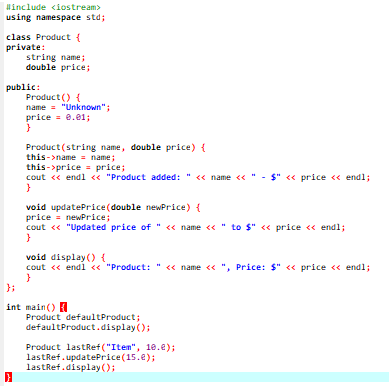 #include <iostream>
using namespace std;

class Product {
private:
    string name;
    double price;

public:
    Product() {
    name = "Unknown";
    price = 0.01;
    }

    Product(string name, double price) {
    this->name = name;
    this->price = price;
    cout << endl << "Product added: " << name << " - $" << price << endl;
    }

    void updatePrice(double newPrice) {
    price = newPrice;
    cout << "Updated price of " << name << " to $" << price << endl;
    }

    void display() {
    cout << endl << "Product: " << name << ", Price: $" << price << endl;
    }
};

int main() {
    Product defaultProduct;
    defaultProduct.display();

    Product lastRef("Item", 10.0);
    lastRef.updatePrice(15.0);
    lastRef.display();
}